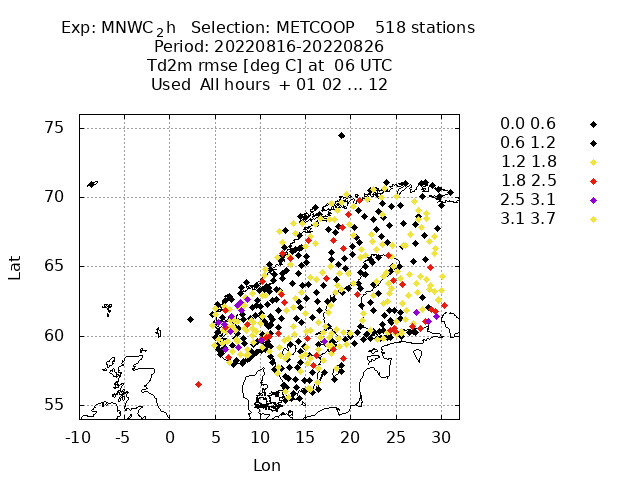 Exp: MNWC2h Selection: METCOOP 518 stations
Period: 20220816-20220826
Td2m rmse [deg C] at 06 UTC
Used All hours + 01 02 ... 12
75
70
65
60
55
Lat
-10 -5 0 5 10 15 20 25 30
Lon
0.0 0.6
0.6 1.2
1.2 1.8
1.8 2.5
2.5 3.1
3.1 3.7